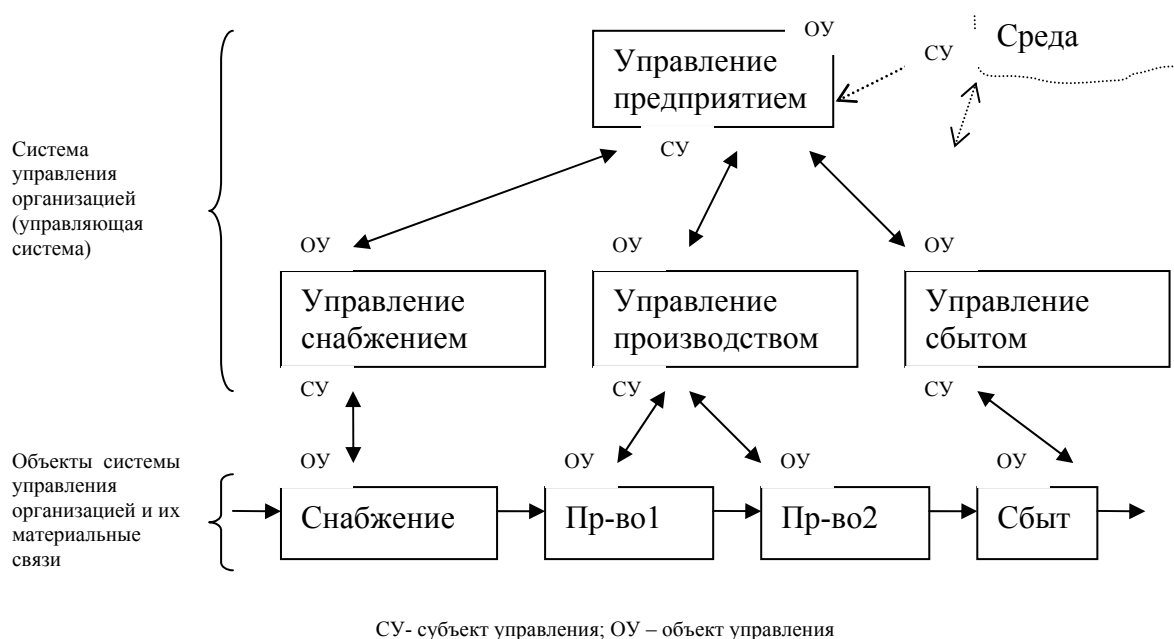 ОУ
Среда
СУ
Управление
предприятием
СУ
Система
управления
организацией
(управляющая
система)
ОУ
ОУ
ОУ
Управление
снабжением
Управление
производством
Управление
сбытом
СУ
СУ
СУ
Объекты системы
управления
организацией и их
материальные
связи
ОУ
ОУ
ОУ
ОУ
Снабжение
Пр-во1
Пр-во2
Сбыт
СУ- субъект управления; ОУ – объект управления